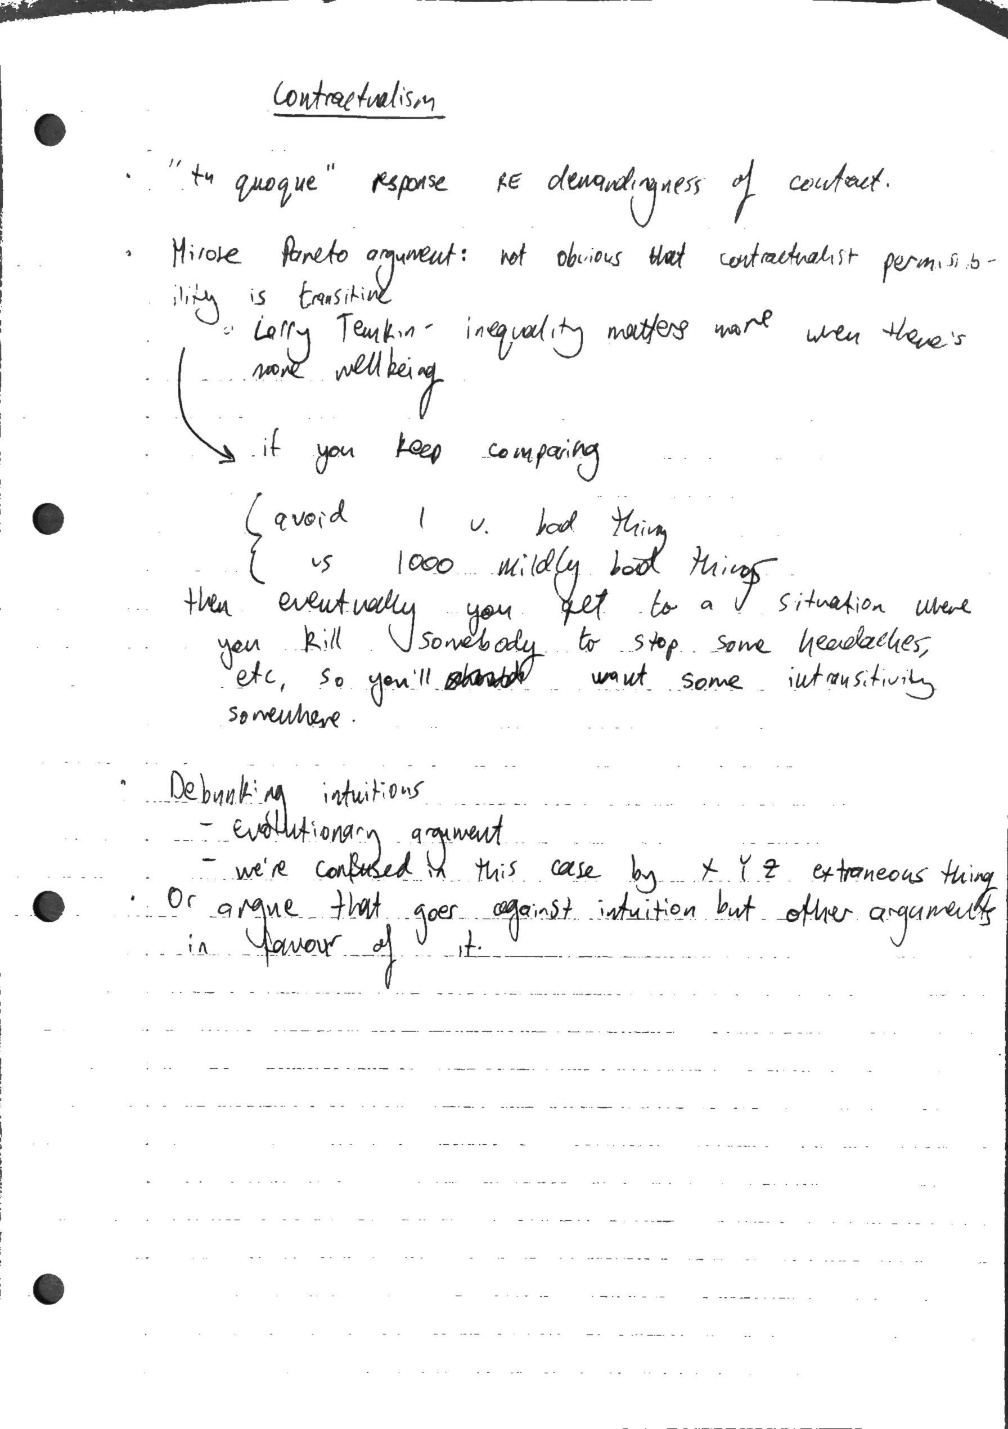 Contractualism
· "tu quoque" response RE demandingness of contract.
· Hirose Pareto argument: not obvious that contractualist permissib-
ility is transitive
◦ Larry Temkin - inequality matters more when there's
more wellbeing
if you keep comparing
{ avoid 1 v. bad thing
vs 1000 mildly bad things
then eventually you get to a situation where
you kill somebody to stop some headaches,
etc, so you'll want some intransitivity
somewhere.
· Debunking intuitions
- evolutionary argument
- we're confused in this case by X Y Z extraneous thing
· Or argue that goes against intuition but other arguments
in favour of it.